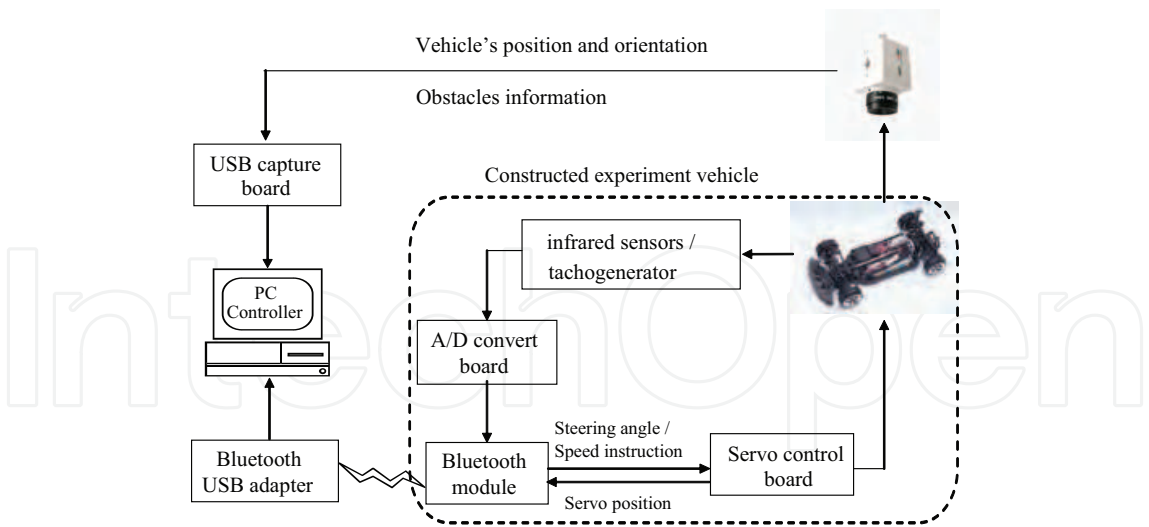 Vehicle's position and orientation
Obstacles information
USB capture
board
Constructed experiment vehicle
infrared sensors /
tachogenerator
PC
Controller
A/D convert
board
Steering angle /
Speed instruction
Bluetooth
USB adapter
Bluetooth
module
Servo control
board
Servo position
IntechOpen